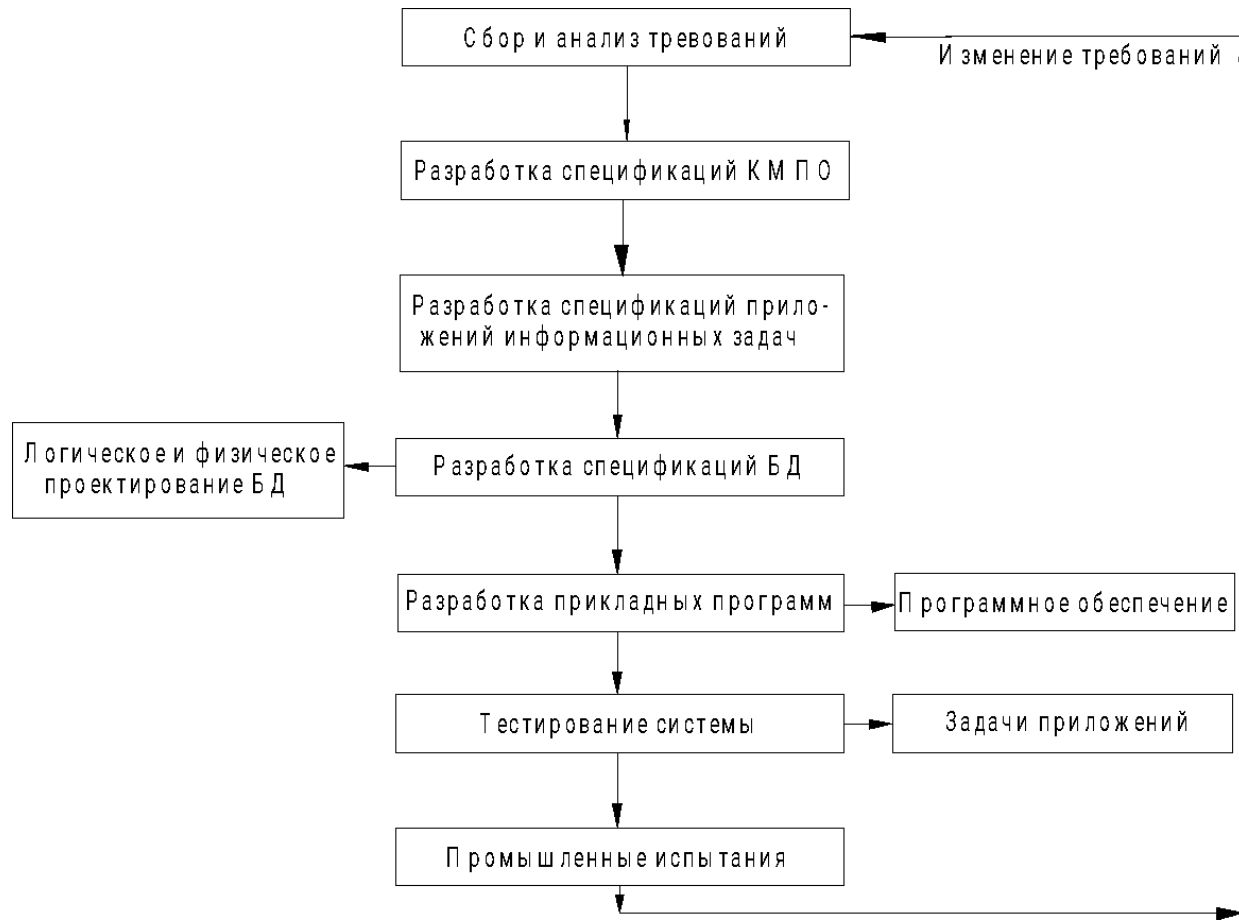 Сбор и анализ тревований
Изменение требований
Разработка спецификаций КМПО
Разработка спецификаций прило-
жений информационных задач
Логическое и физическое
проектирование БД
Разработка спецификаций БД
Разработка прикладных программ
Программное обеспечение
Тестирование системы
Задачи приложений
Промышленные испытания